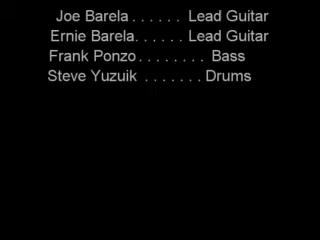 Joe Barela . . . . . .  Lead Guitar
Ernie Barela. . . . . .  Lead Guitar
Frank Ponzo . . . . . . . .  Bass
Steve Yuzuik  . . . . . . . Drums